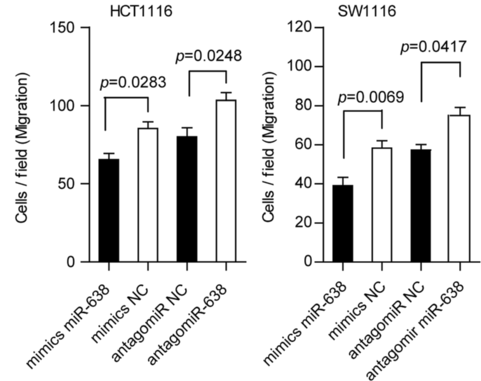 HCT1116
Cells / field (Migration)
150
100
50
0
p=0.0283
p=0.0248
mimics miR-638
mimics NC
antagomiR NC
antagomiR-638
SW1116
Cells / field (Migration)
120
100
80
60
40
20
0
p=0.0069
p=0.0417
mimics miR-638
mimics NC
antagomiR NC
antagomir miR-638